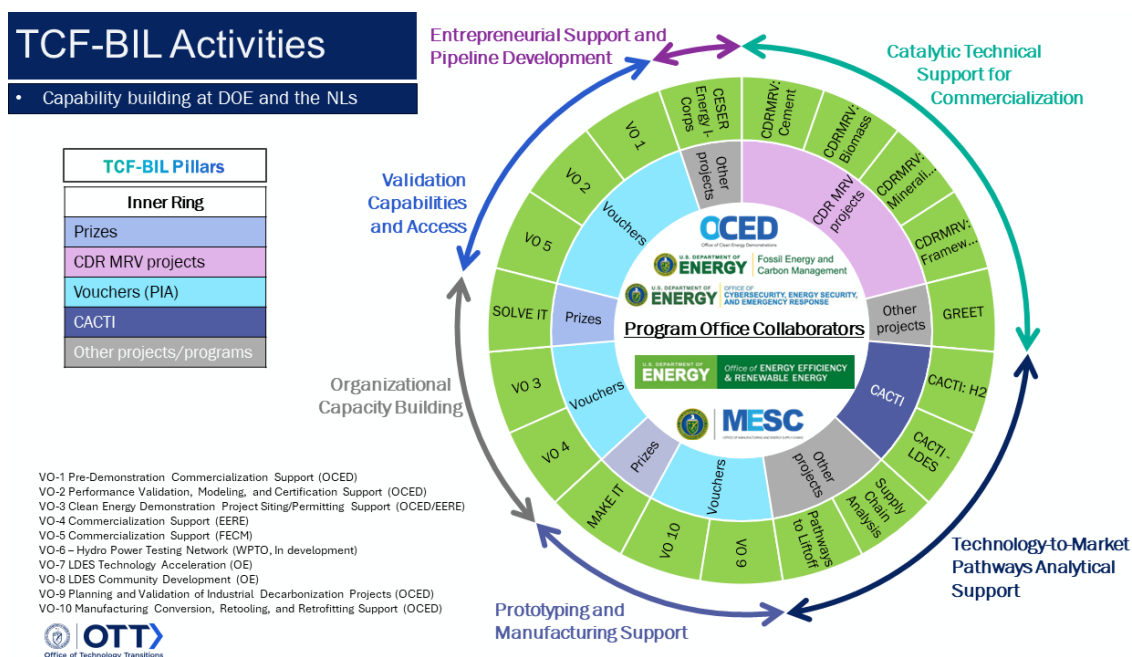 TCF-BIL Activities
• Capability building at DOE and the NLs
TCF-BIL Pillars
Inner Ring
Prizes
CDR MRV projects
Vouchers (PIA)
CACTI
Other projects/programs
Entrepreneurial Support and
Pipeline Development
Catalytic Technical
Support for
Commercialization
Validation
Capabilities
and Access
Organizational
Capacity Building
Prototyping and
Manufacturing Support
Technology-to-Market
Pathways Analytical
Support
CESER
Energy I-
Corps
CDRMRV:
Cement
CDRMRV:
Biomass
CDRMRV:
Minerali...
CDRMRV:
Framew...
GREET
CACTI: H2
CACTI -
LDES
Supply
Chain
Analysis
Pathways
to Liftoff
VO 9
VO 10
MAKE IT
VO 4
VO 3
SOLVE IT
VO 5
VO 2
VO 1
Other
projects
CDR MRV
projects
Other
projects
CACTI
Other
projects
Vouchers
Prizes
Vouchers
Prizes
Vouchers
OCED
Office of Clean Energy Demonstrations
U.S. DEPARTMENT OF
ENERGY
Fossil Energy and
Carbon Management
U.S. DEPARTMENT OF
ENERGY
OFFICE OF
CYBERSECURITY, ENERGY SECURITY,
AND EMERGENCY RESPONSE
Program Office Collaborators
U.S. DEPARTMENT OF
ENERGY
Office of ENERGY EFFICIENCY
& RENEWABLE ENERGY
MESC
OFFICE OF MANUFACTURING AND ENERGY SUPPLY CHAINS
VO-1 Pre-Demonstration Commercialization Support (OCED)
VO-2 Performance Validation, Modeling, and Certification Support (OCED)
VO-3 Clean Energy Demonstration Project Siting/Permitting Support (OCED/EERE)
VO-4 Commercialization Support (EERE)
VO-5 Commercialization Support (FECM)
VO-6 – Hydro Power Testing Network (WPTO, In development)
VO-7 LDES Technology Acceleration (OE)
VO-8 LDES Community Development (OE)
VO-9 Planning and Validation of Industrial Decarbonization Projects (OCED)
VO-10 Manufacturing Conversion, Retooling, and Retrofitting Support (OCED)
OTT
Office of Technology Transitions